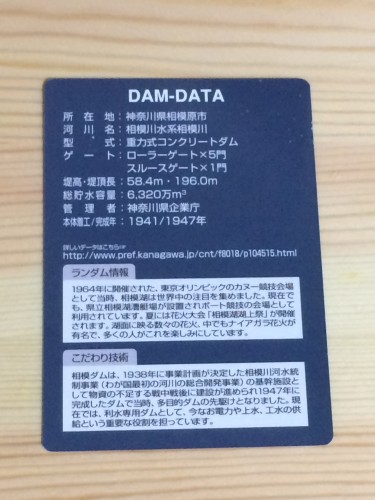 DAM-DATA
所在地：神奈川県相模原市
河川名：相模川水系相模川
型式：重力式コンクリートダム
ゲート：ローラーゲート×5門
スルースゲート×1門
堤高・堤頂長：58.4m・196.0m
総貯水容量：6,320万m³
管理者：神奈川県企業庁
本体着工/完成年：1941/1947年
詳しいデータはこちら☞
http://www.pref.kanagawa.jp/cnt/f8018/p104515.html
ランダム情報
1964年に開催された、東京オリンピックのカヌー競技会場
として当時、相模湖は世界中の注目を集めました。現在で
も、県立相模湖漕艇場が設置されボート競技の会場として
利用されています。夏には花火大会「相模湖湖上祭」が開催
されます。湖面に映る数々の花火、中でもナイアガラ花火が
有名で、多くの人がこれを楽しみにしています。
こだわり技術
相模ダムは、1938年に事業計画が決定した相模川河水統
制事業（わが国最初の河川の総合開発事業）の基幹施設とし
て物資の不足する戦中戦後に建設が進められ1947年に
完成したダムで当時、多目的ダムの先駆けとなりました。現
在では、利水専用ダムとして、今なお電力や上水、工水の供
給という重要な役割を担っています。